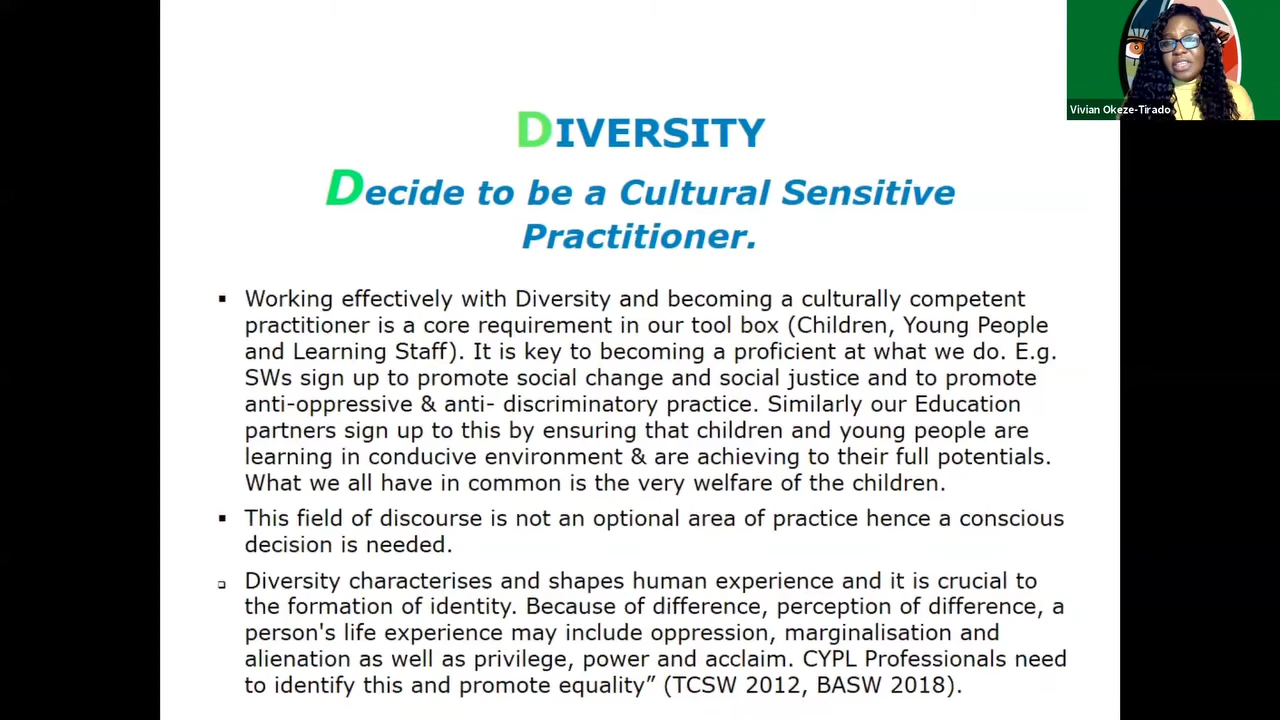 Vivian Okeze-Tirado
DIVERSITY
Decide to be a Cultural Sensitive
Practitioner.
▪ Working effectively with Diversity and becoming a culturally competent
practitioner is a core requirement in our tool box (Children, Young People
and Learning Staff). It is key to becoming a proficient at what we do. E.g.
SWs sign up to promote social change and social justice and to promote
anti-oppressive & anti- discriminatory practice. Similarly our Education
partners sign up to this by ensuring that children and young people are
learning in conducive environment & are achieving to their full potentials.
What we all have in common is the very welfare of the children.
▪ This field of discourse is not an optional area of practice hence a conscious
decision is needed.
❑ Diversity characterises and shapes human experience and it is crucial to
the formation of identity. Because of difference, perception of difference, a
person's life experience may include oppression, marginalisation and
alienation as well as privilege, power and acclaim. CYPL Professionals need
to identify this and promote equality” (TCSW 2012, BASW 2018).